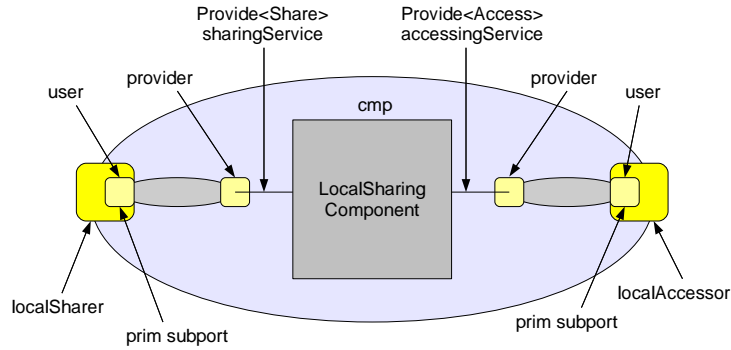 Provide<Share>
sharingService
Provide<Access>
accessingService
user
provider
cmp
provider
user
LocalSharing
Component
localSharer
prim subport
prim subport
localAccessor